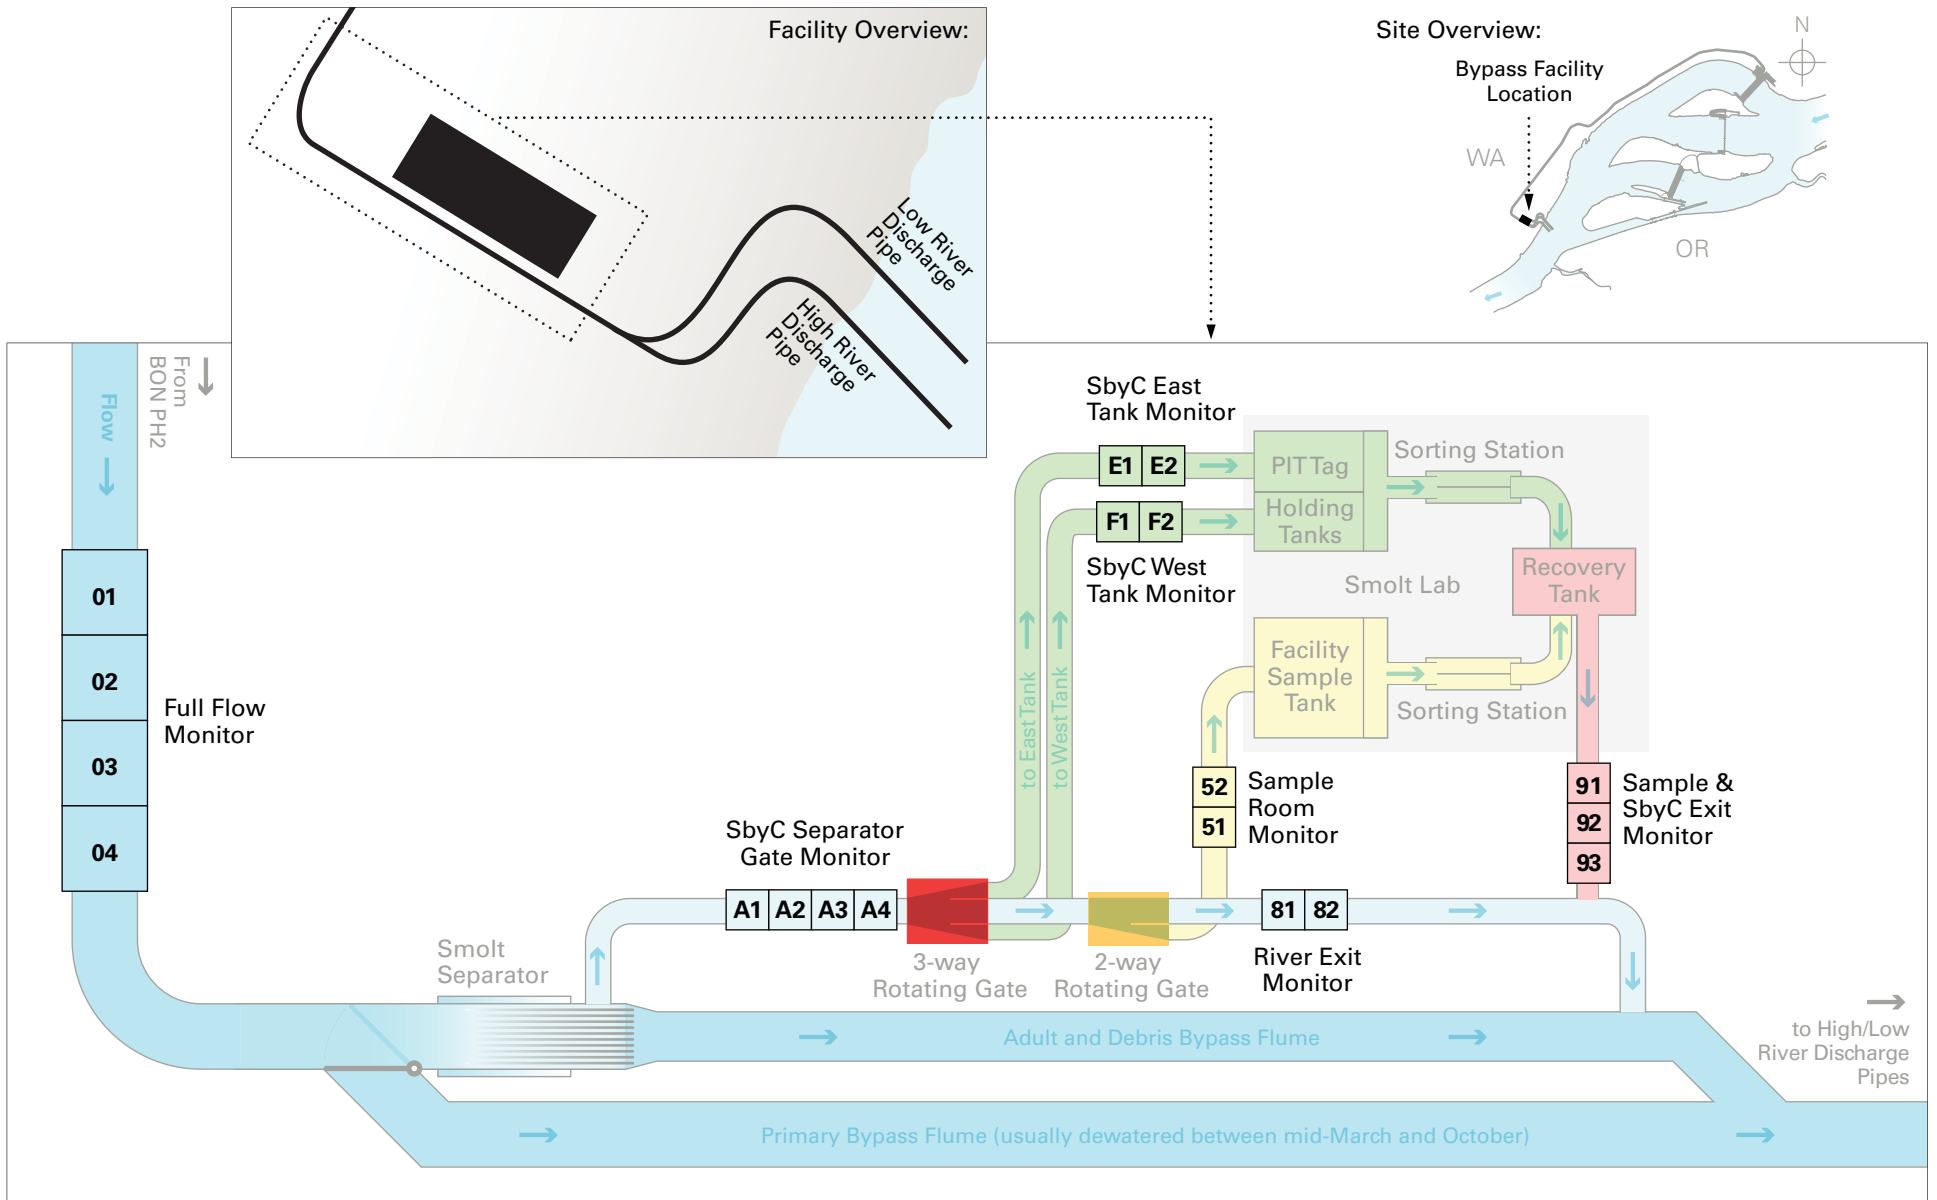 Facility Overview:
Low River
Discharge
Pipe
High River
Discharge
Pipe
Site Overview:
Bypass Facility
Location
N
WA
OR
From
BON PH2
Flow
01
02
03
04
Full Flow
Monitor
SbyC East
Tank Monitor
E1 E2
F1 F2
SbyC West
Tank Monitor
PIT Tag
Holding
Tanks
Sorting Station
Recovery
Tank
Smolt Lab
Facility
Sample
Tank
Sorting Station
to East Tank
to West Tank
52
51
Sample
Room
Monitor
91
92
93
Sample &
SbyC Exit
Monitor
SbyC Separator
Gate Monitor
A1 A2 A3 A4
81 82
3-way
Rotating Gate
2-way
Rotating Gate
River Exit
Monitor
Smolt
Separator
Adult and Debris Bypass Flume
to High/Low
River Discharge
Pipes
Primary Bypass Flume (usually dewatered between mid-March and October)